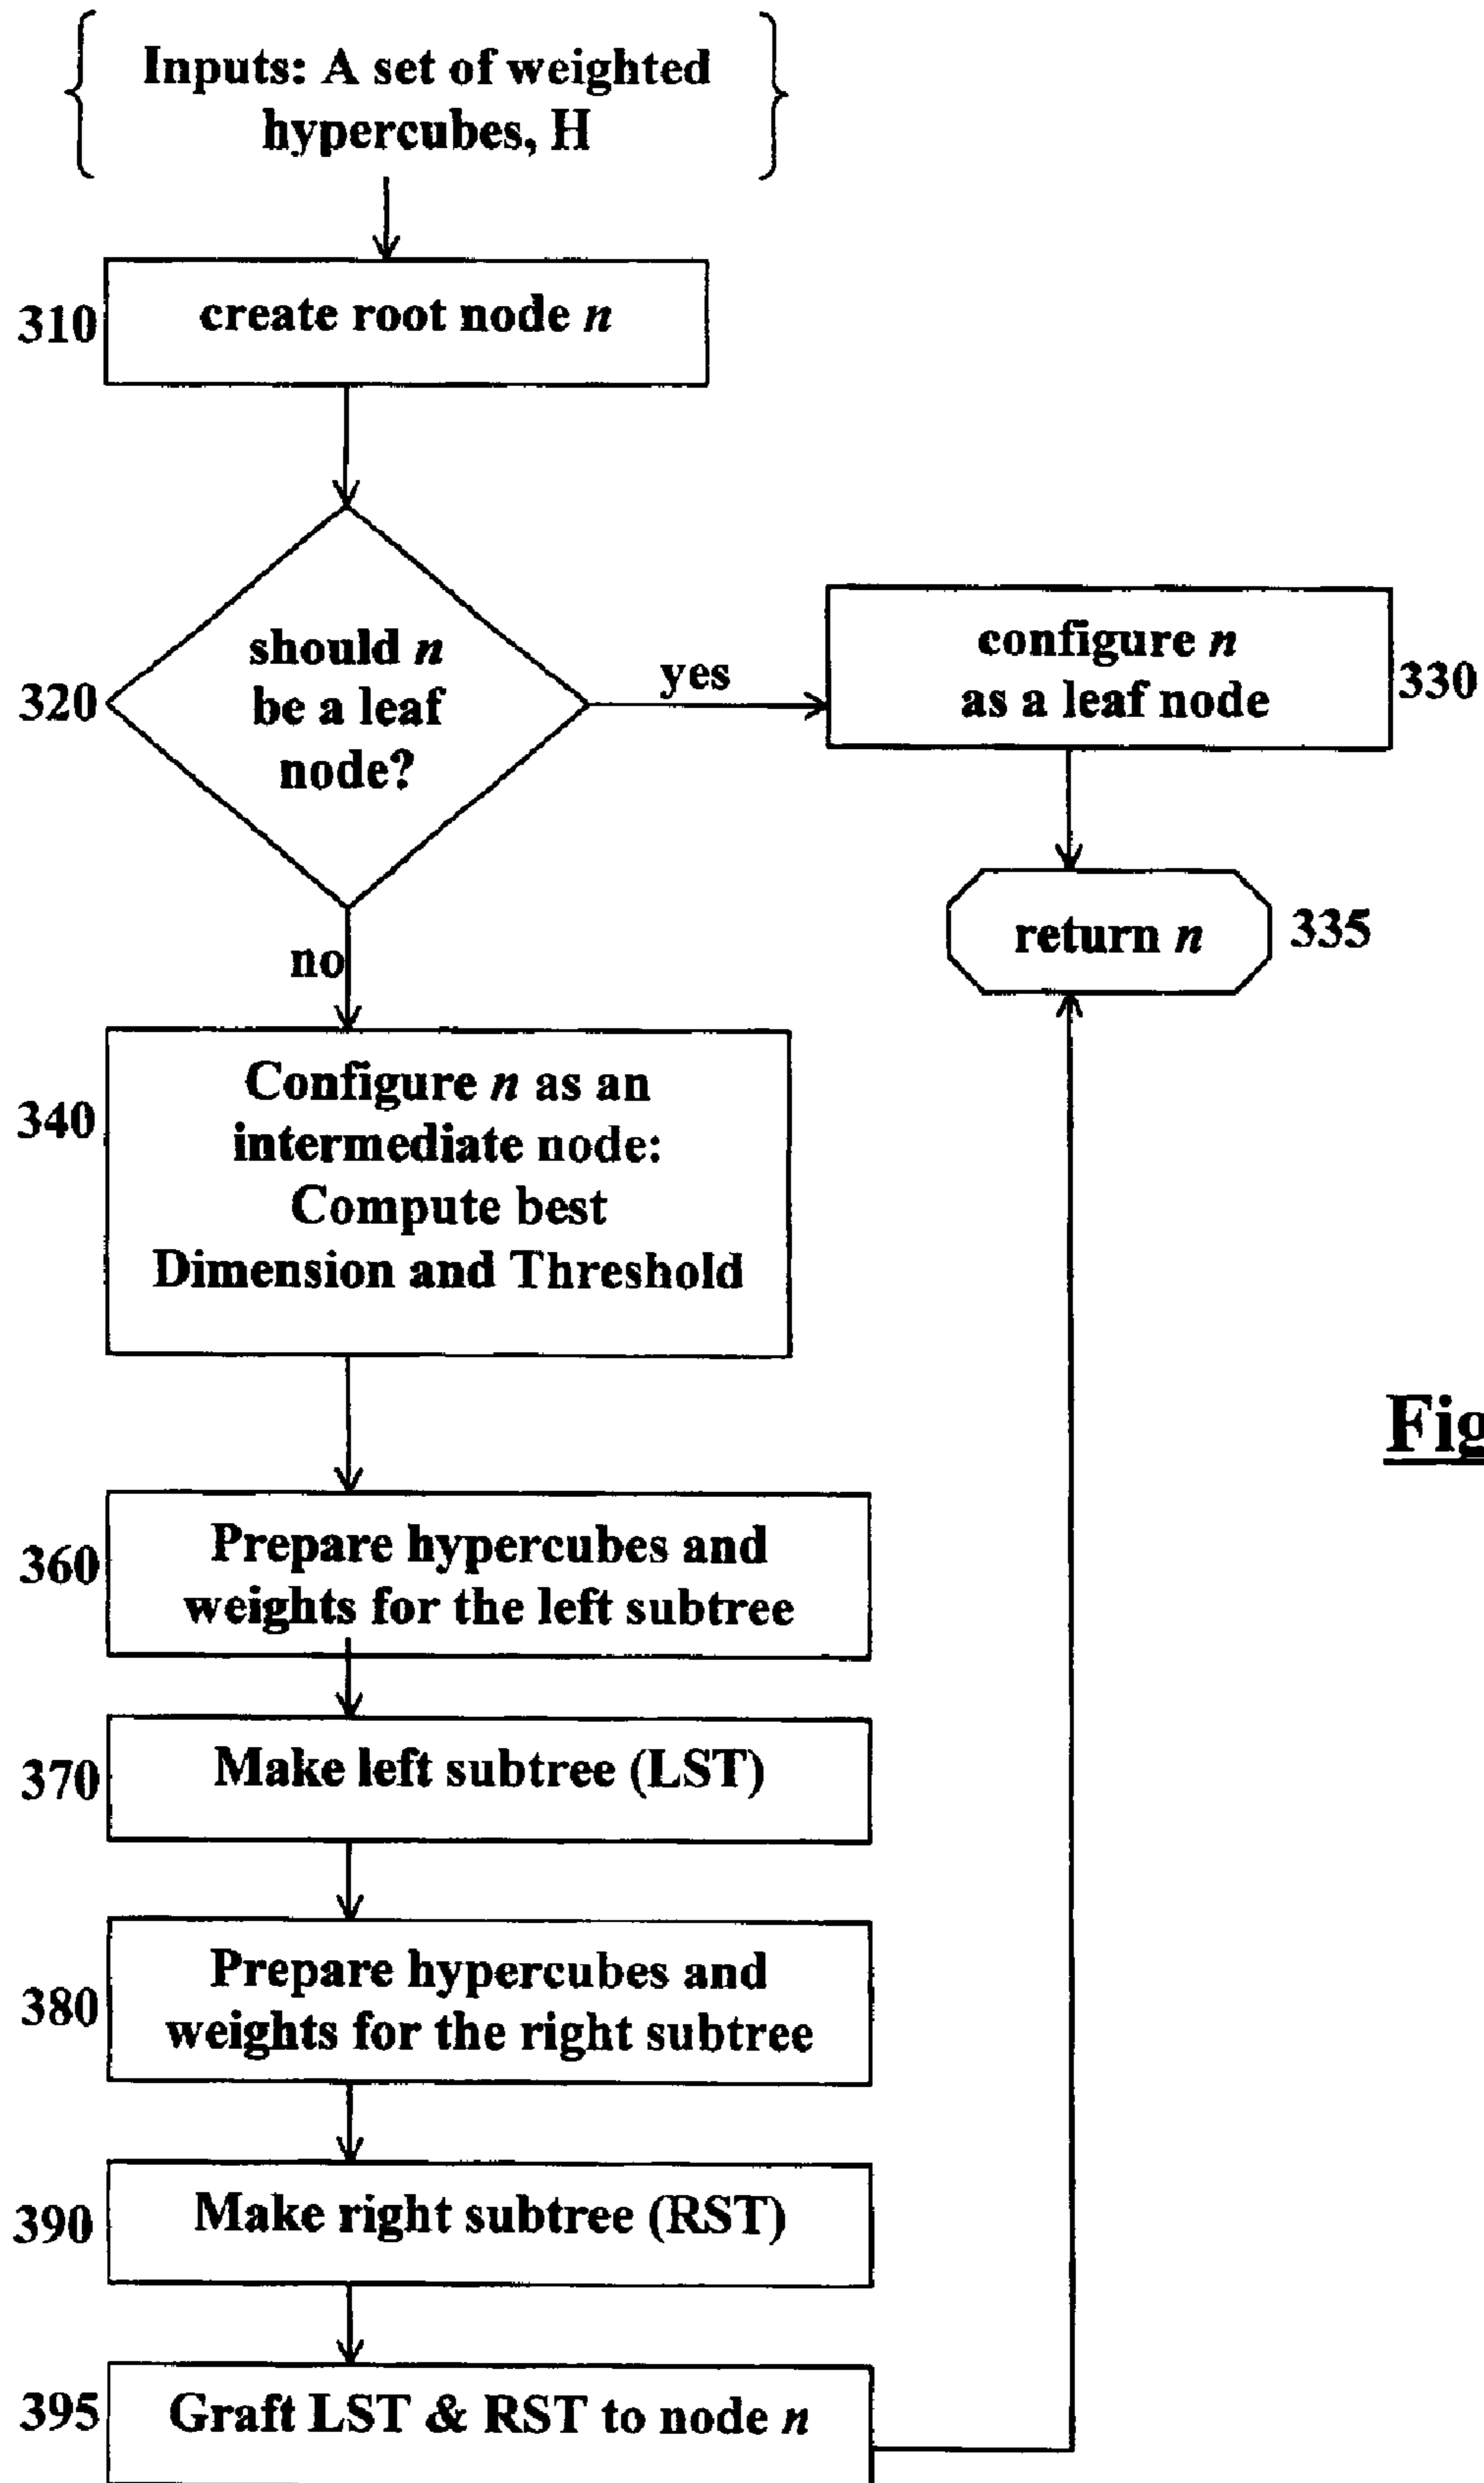 Inputs: A set of weighted
hypercubes, H
310
create root node n
320
should n
be a leaf
node?
yes
configure n
as a leaf node
330
return n
335
no
340
Configure n as an
intermediate node:
Compute best
Dimension and Threshold
Fig
360
Prepare hypercubes and
weights for the left subtree
370
Make left subtree (LST)
380
Prepare hypercubes and
weights for the right subtree
390
Make right subtree (RST)
395
Graft LST & RST to node n